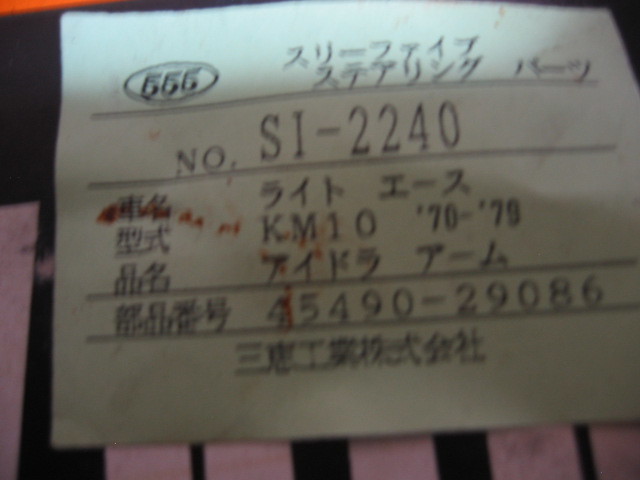 555 スリーファイブ
ステアリング パーツ
NO. SI-2240
車名 ライト エース
型式 KM10 '70-'79
品名 アイドラ アーム
部品番号 45490-29086
三恵工業株式会社